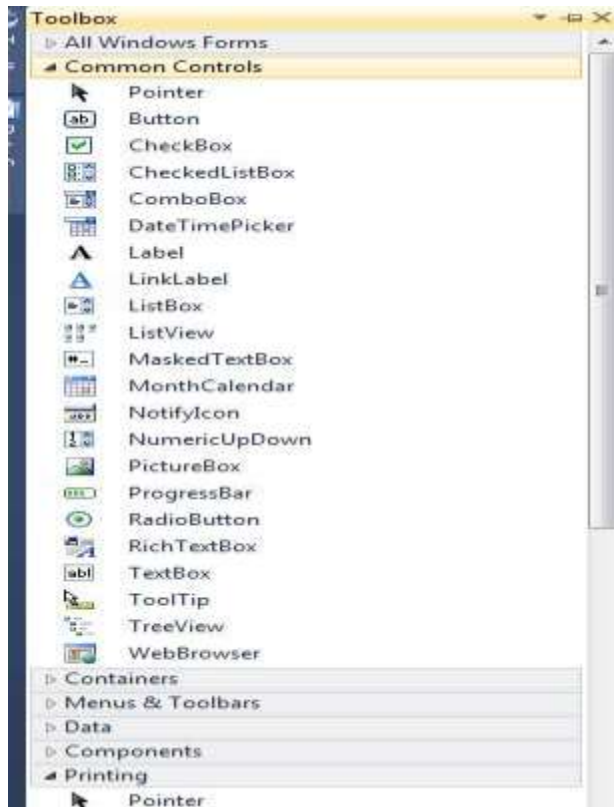 Toolbox
All Windows Forms
Common Controls
Pointer
Button
CheckBox
CheckedListBox
ComboBox
DateTimePicker
Label
LinkLabel
ListBox
ListView
MaskedTextBox
MonthCalendar
NotifyIcon
NumericUpDown
PictureBox
ProgressBar
RadioButton
RichTextBox
TextBox
ToolTip
TreeView
WebBrowser
Containers
Menus & Toolbars
Data
Components
Printing
Pointer